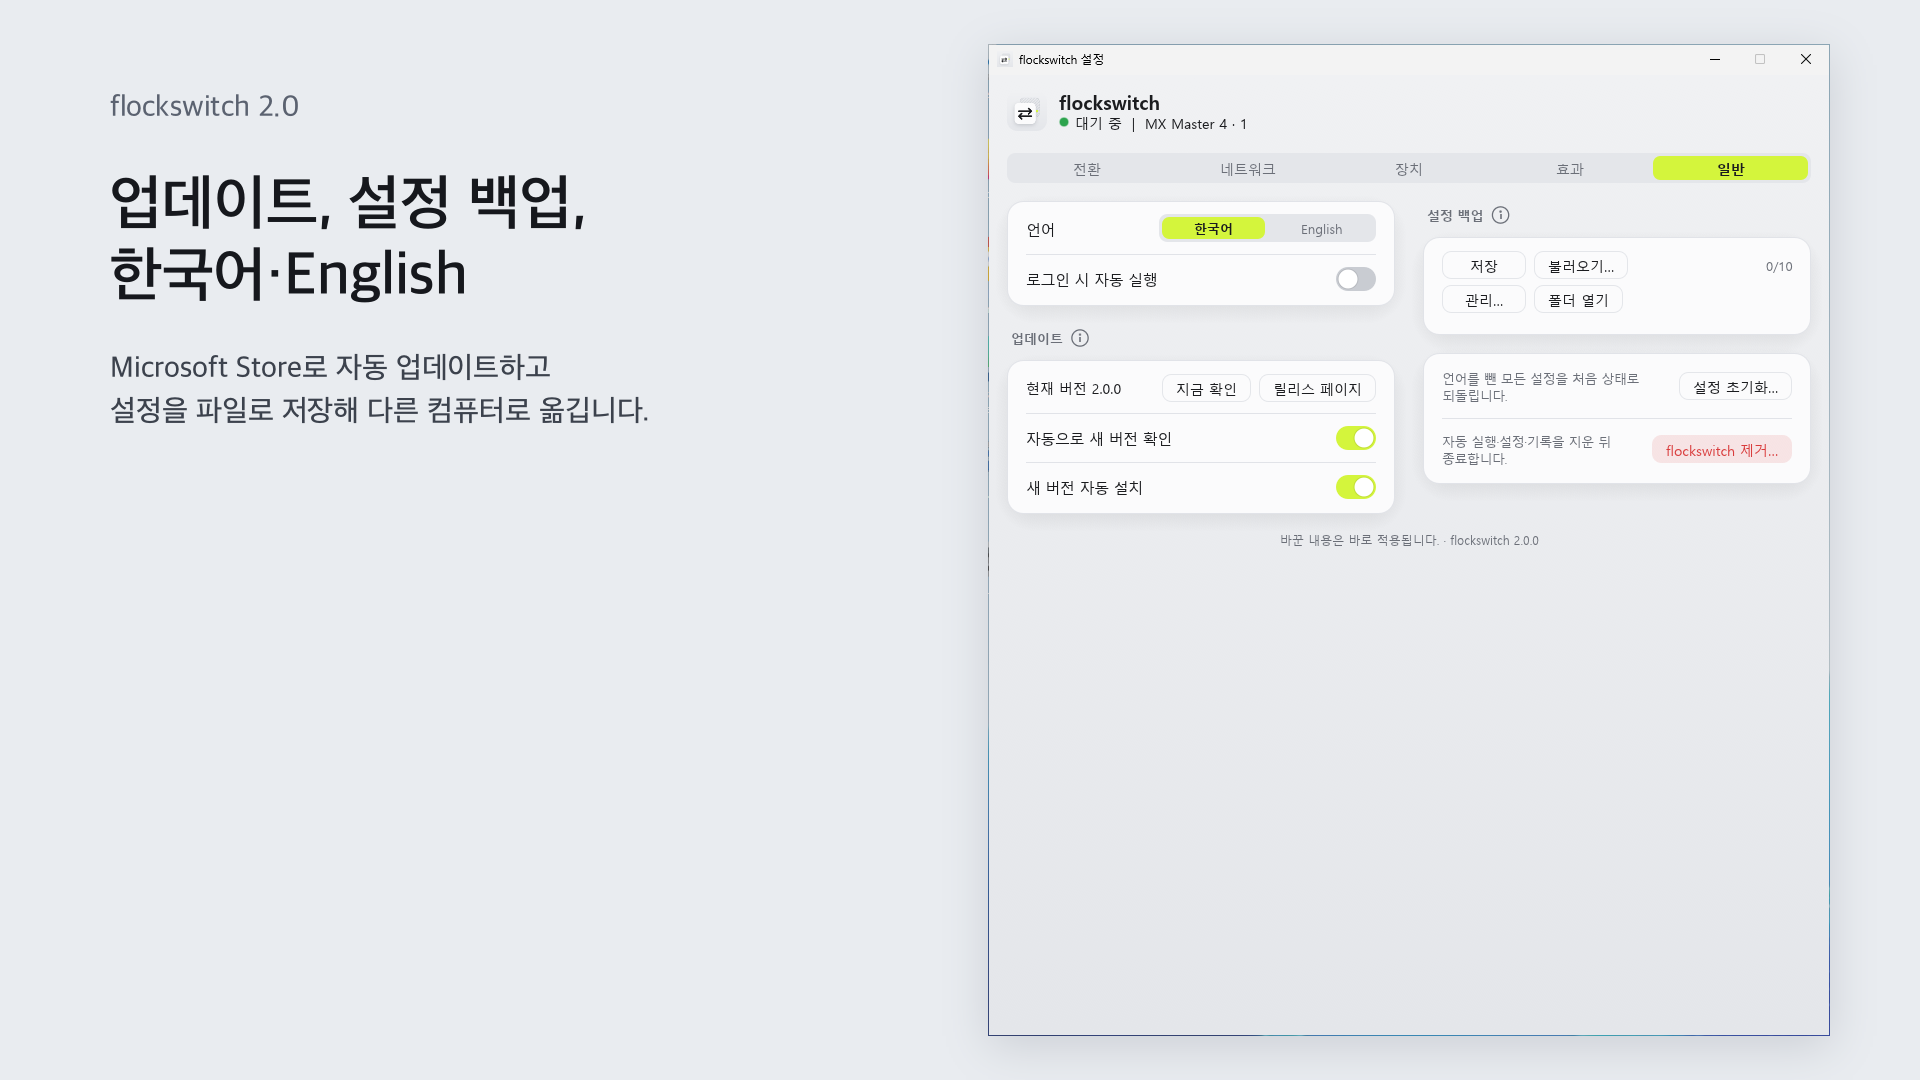 flockswitch 2.0
업데이트, 설정 백업,
한국어·English
Microsoft Store로 자동 업데이트하고
설정을 파일로 저장해 다른 컴퓨터로 옮깁니다.
flockswitch 설정
flockswitch
대기 중 | MX Master 4 · 1
전환 네트워크 장치 효과 일반
언어 한국어 English
로그인 시 자동 실행
업데이트
현재 버전 2.0.0 지금 확인 릴리스 페이지
자동으로 새 버전 확인
새 버전 자동 설치
설정 백업
저장 불러오기... 0/10
관리... 폴더 열기
언어를 뺀 모든 설정을 처음 상태로
되돌립니다.
설정 초기화...
자동 실행·설정·기록을 지운 뒤
종료합니다.
flockswitch 제거...
바꾼 내용은 바로 적용됩니다. · flockswitch 2.0.0